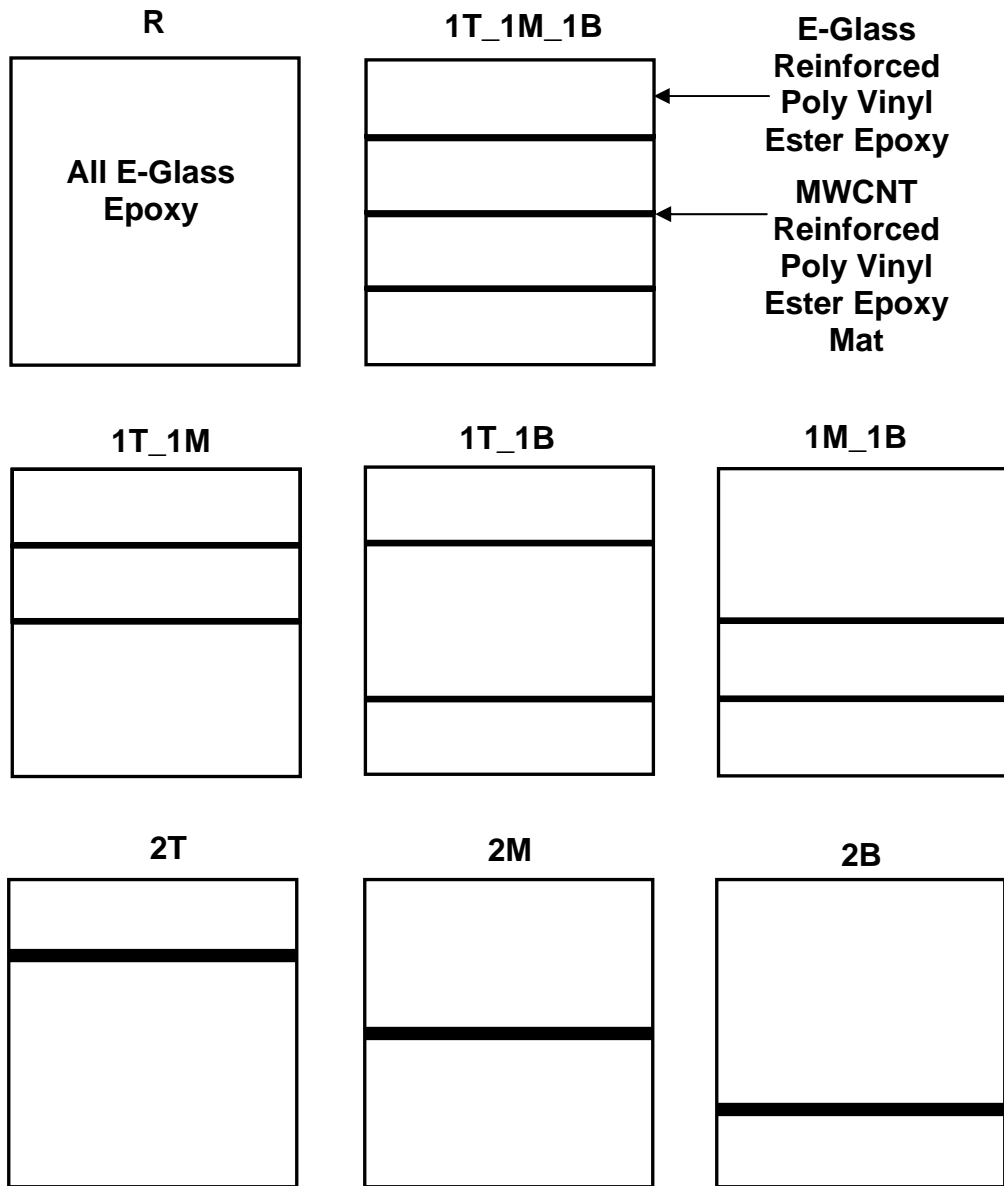 R
All E-Glass
Epoxy
1T_1M_1B
E-Glass
Reinforced
Poly Vinyl
Ester Epoxy
MWCNT
Reinforced
Poly Vinyl
Ester Epoxy
Mat
1T_1M
1T_1B
1M_1B
2T
2M
2B